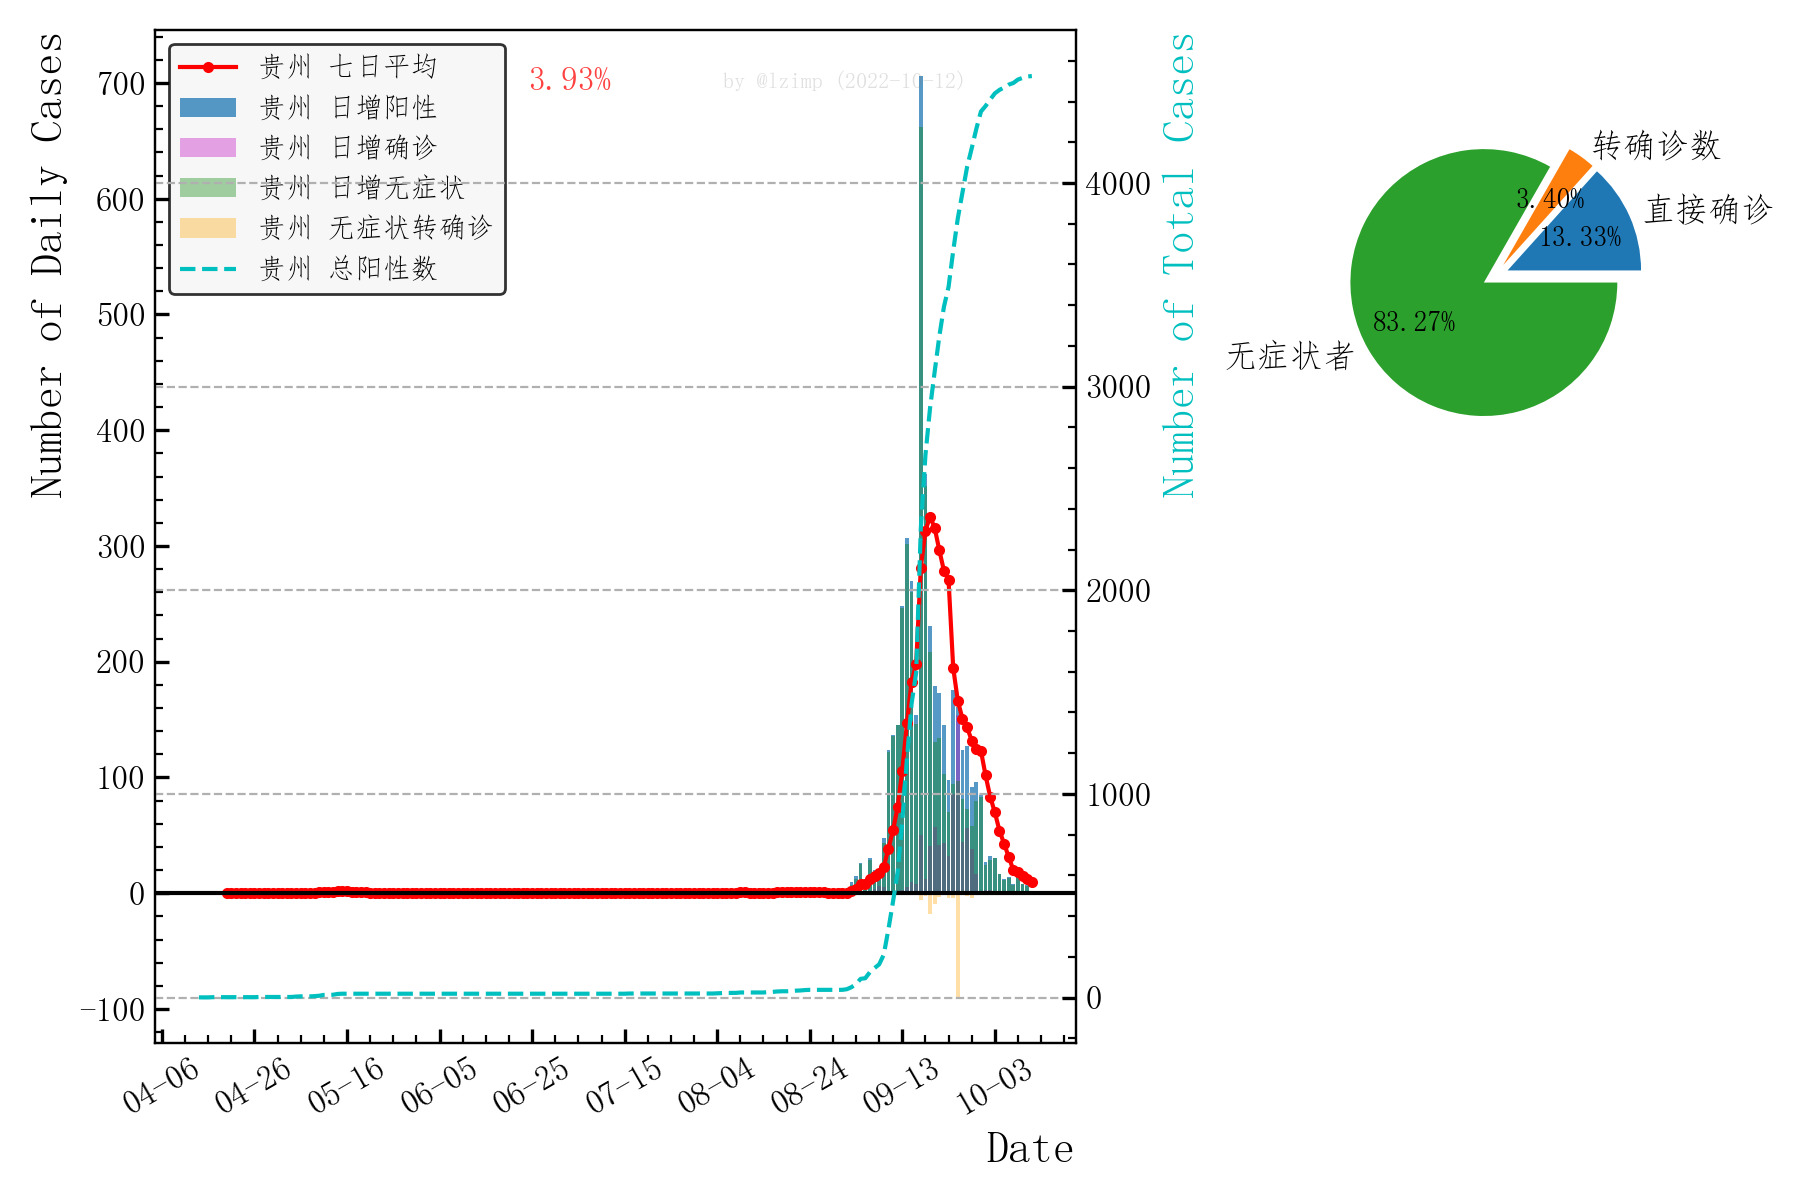 Number of Daily Cases
700
600
500
400
300
200
100
0
-100
贵州 七日平均
贵州 日增阳性
贵州 日增确诊
贵州 日增无症状
贵州 无症状转确诊
贵州 总阳性数
3.93%
by @lzimp (2022-10-12)
4000
3000
2000
1000
0
Number of Total Cases
04-06
04-26
05-16
06-05
06-25
07-15
08-04
08-24
09-13
10-03
Date
转确诊数
3.40%
直接确诊
13.33%
83.27%
无症状者